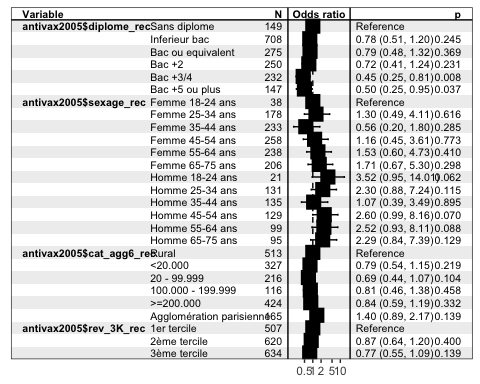 Variable N Odds ratio p
antivax2005$diplome_rec Sans diplome 149 Reference
Inferieur bac 708 0.78 (0.51, 1.20) 0.245
Bac ou equivalent 275 0.79 (0.48, 1.32) 0.369
Bac +2 250 0.72 (0.41, 1.24) 0.231
Bac +3/4 232 0.45 (0.25, 0.81) 0.008
Bac +5 ou plus 147 0.50 (0.25, 0.95) 0.037
antivax2005$sexage_rec Femme 18-24 ans 38 Reference
Femme 25-34 ans 178 1.30 (0.49, 4.11) 0.616
Femme 35-44 ans 233 0.56 (0.20, 1.80) 0.285
Femme 45-54 ans 258 1.16 (0.45, 3.61) 0.773
Femme 55-64 ans 238 1.53 (0.60, 4.73) 0.410
Femme 65-75 ans 206 1.71 (0.67, 5.30) 0.298
Homme 18-24 ans 21 3.52 (0.95, 14.01) 0.062
Homme 25-34 ans 131 2.30 (0.88, 7.24) 0.115
Homme 35-44 ans 135 1.07 (0.39, 3.49) 0.895
Homme 45-54 ans 129 2.60 (0.99, 8.16) 0.070
Homme 55-64 ans 99 2.52 (0.93, 8.11) 0.088
Homme 65-75 ans 95 2.29 (0.84, 7.39) 0.129
antivax2005$cat_agg6_rec Rural 513 Reference
<20.000 327 0.79 (0.54, 1.15) 0.219
20 - 99.999 216 0.69 (0.44, 1.07) 0.104
100.000 - 199.999 116 0.81 (0.46, 1.38) 0.458
>=200.000 424 0.84 (0.59, 1.19) 0.332
Agglomération parisienne 165 1.40 (0.89, 2.17) 0.139
antivax2005$rev_3K_rec 1er tercile 507 Reference
2ème tercile 620 0.87 (0.64, 1.20) 0.400
3ème tercile 634 0.77 (0.55, 1.09) 0.139
0.5 1 2 5 10